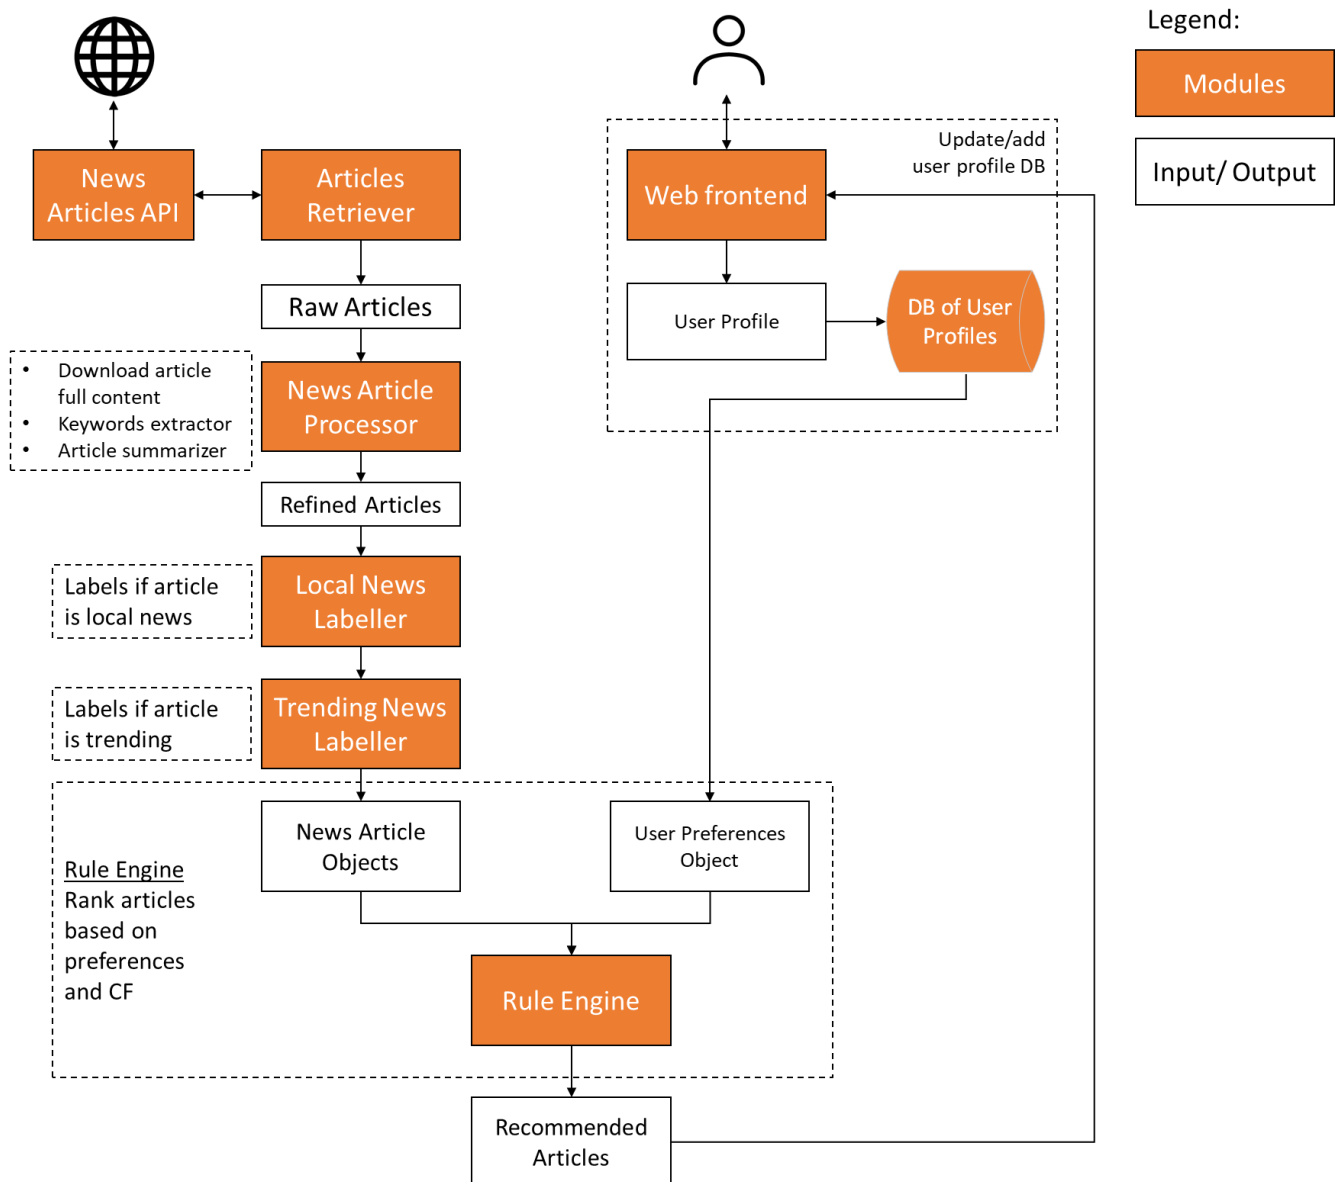 Legend:
Modules
Input/ Output
News
Articles API
Articles
Retriever
Raw Articles
• Download article
full content
• Keywords extractor
• Article summarizer
News Article
Processor
Refined Articles
Labels if article
is local news
Local News
Labeller
Labels if article
is trending
Trending News
Labeller
Update/add
user profile DB
Web frontend
User Profile
DB of User
Profiles
Rule Engine
Rank articles
based on
preferences
and CF
News Article
Objects
User Preferences
Object
Rule Engine
Recommended
Articles